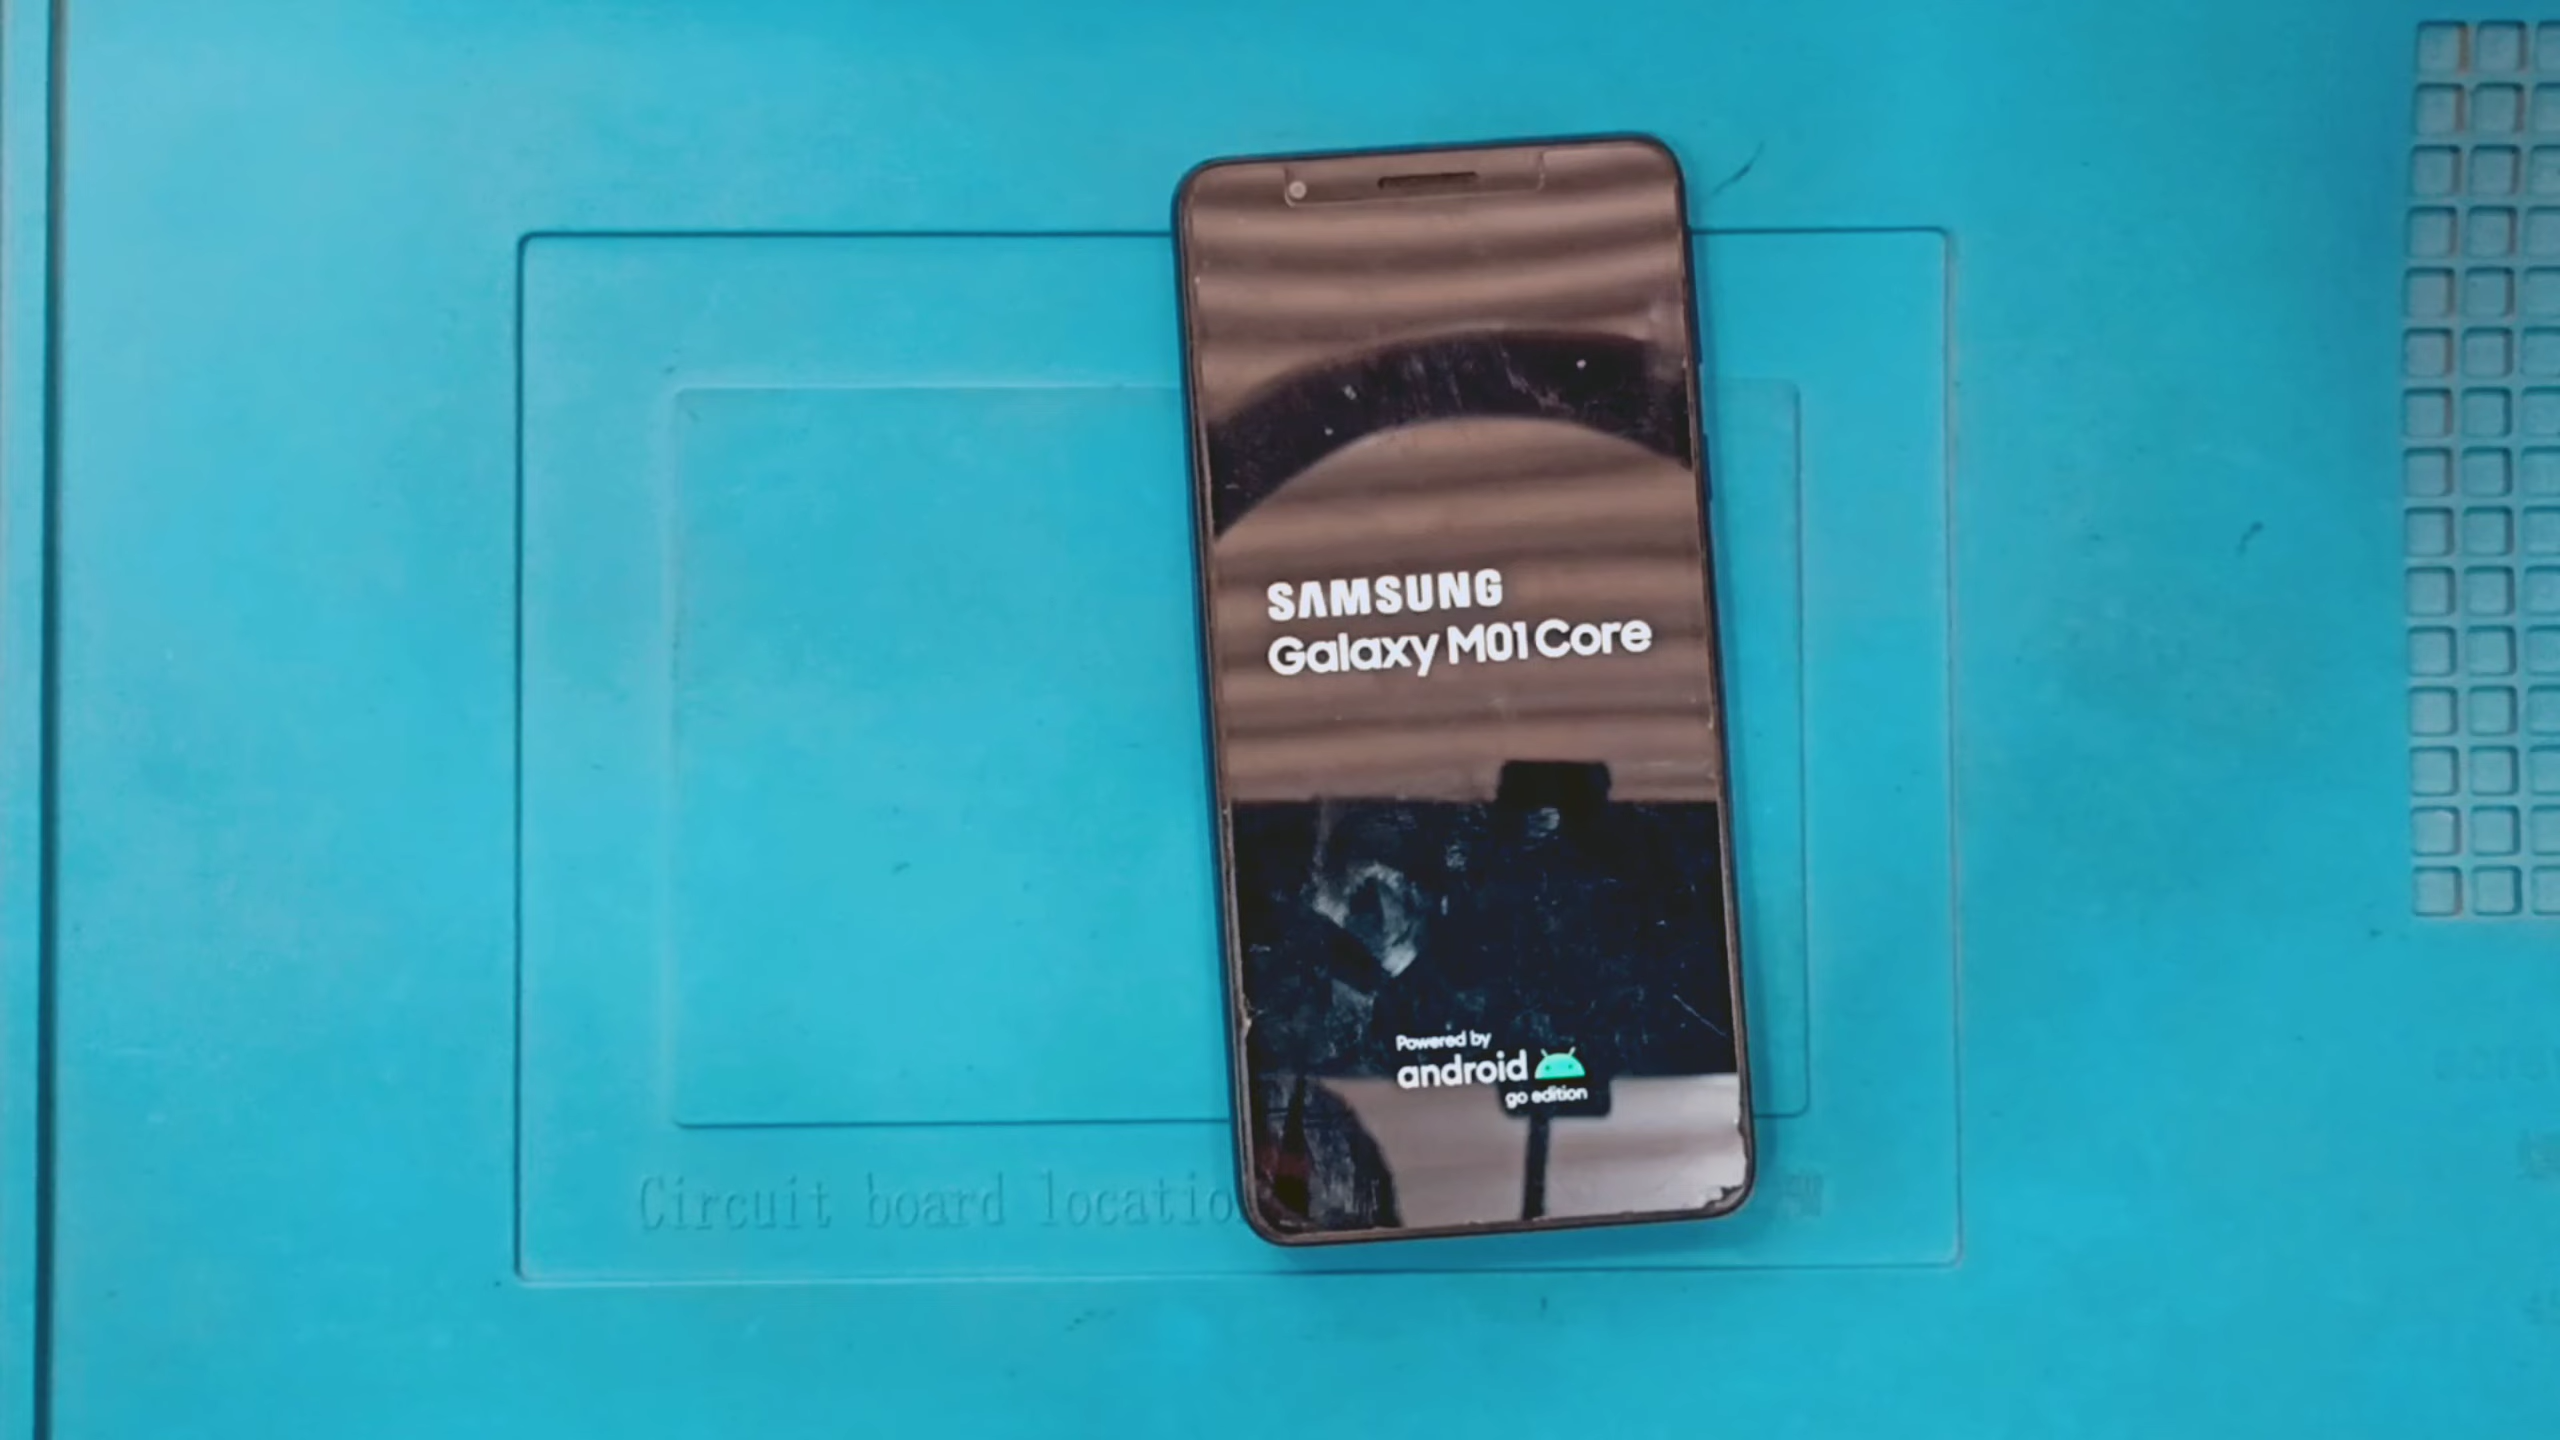 SAMSUNG
Galaxy M01 Core
Powered by
android
go edition
Circuit board locatio